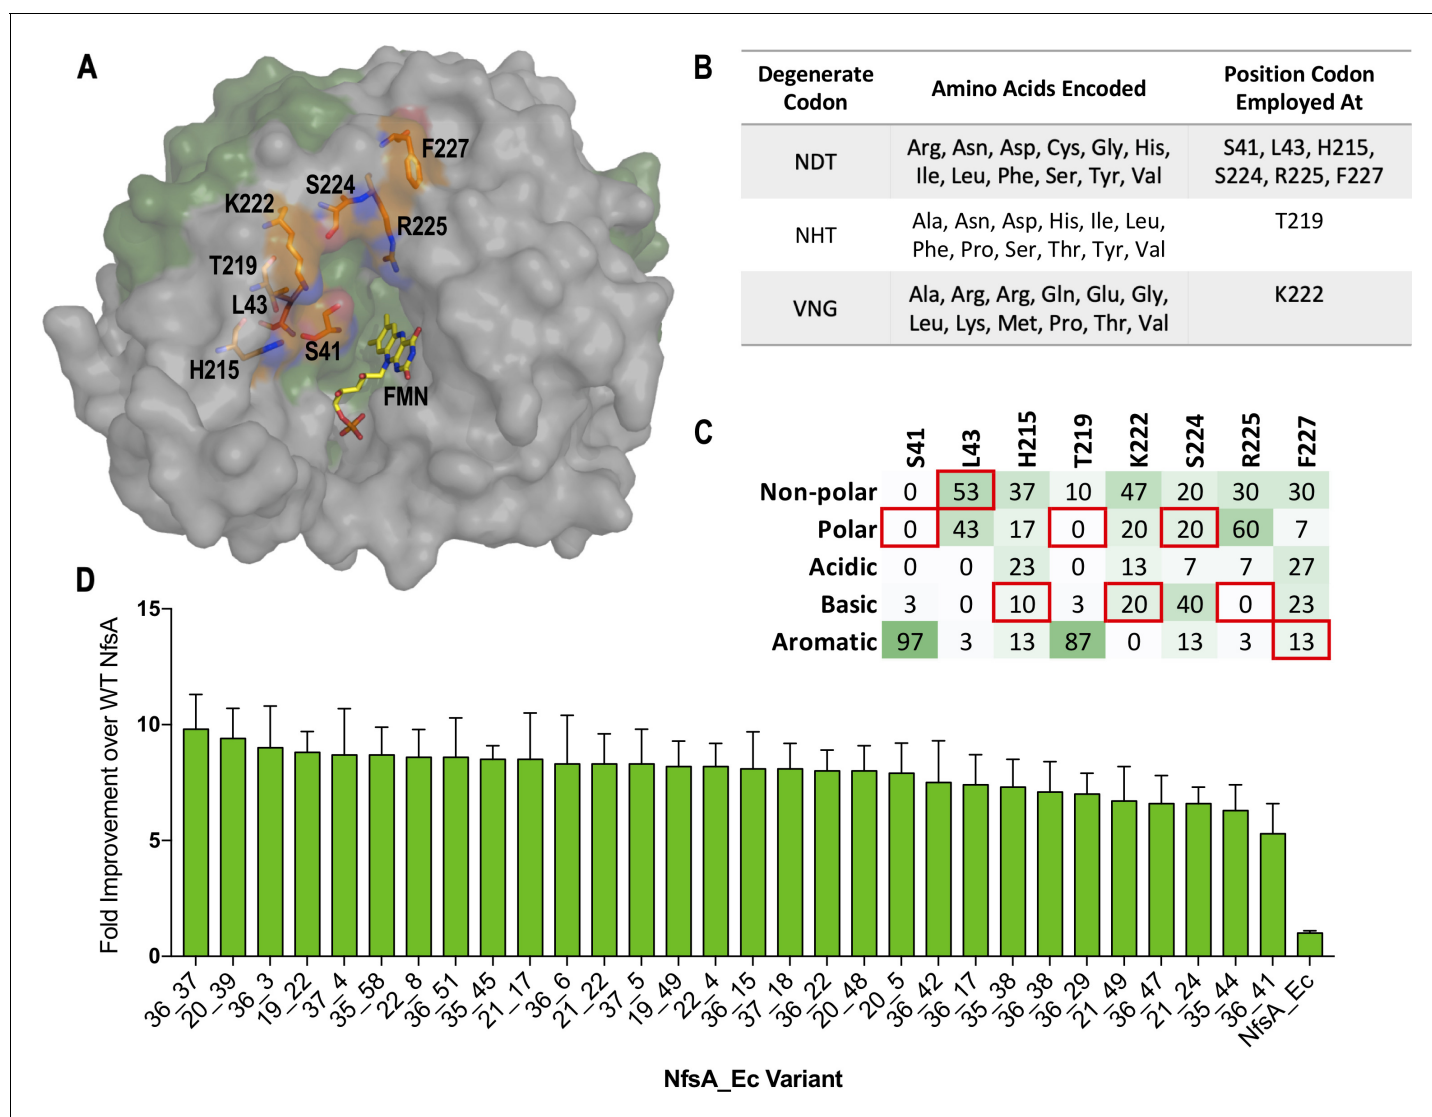 A
F227
S224
K222
R225
T219
L43
S41
H215
FMN
B
Degenerate Codon
Amino Acids Encoded
Position Codon Employed At
NDT
Arg, Asn, Asp, Cys, Gly, His,
Ile, Leu, Phe, Ser, Tyr, Val
S41, L43, H215,
S224, R225, F227
NHT
Ala, Asn, Asp, His, Ile, Leu,
Phe, Pro, Ser, Thr, Tyr, Val
T219
VNG
Ala, Arg, Arg, Gln, Glu, Gly,
Leu, Lys, Met, Pro, Thr, Val
K222
C
S41 L43 H215 T219 K222 S224 R225 F227
Non-polar 0 53 37 10 47 20 30 30
Polar 0 43 17 0 20 20 60 7
Acidic 0 0 23 0 13 7 7 27
Basic 3 0 10 3 20 40 0 23
Aromatic 97 3 13 87 0 13 3 13
D
Fold Improvement over WT NfsA
15
10
5
0
36_37 20_39 36_3 19_22 37_4 35_58 22_8 36_51 35_45 21_17 36_6 21_22 37_5 19_49 22_4 36_15 37_18 36_22 20_48 20_5 36_42 36_17 35_38 36_38 36_29 21_49 36_47 21_24 35_44 36_41 NfsA_Ec
NfsA_Ec Variant